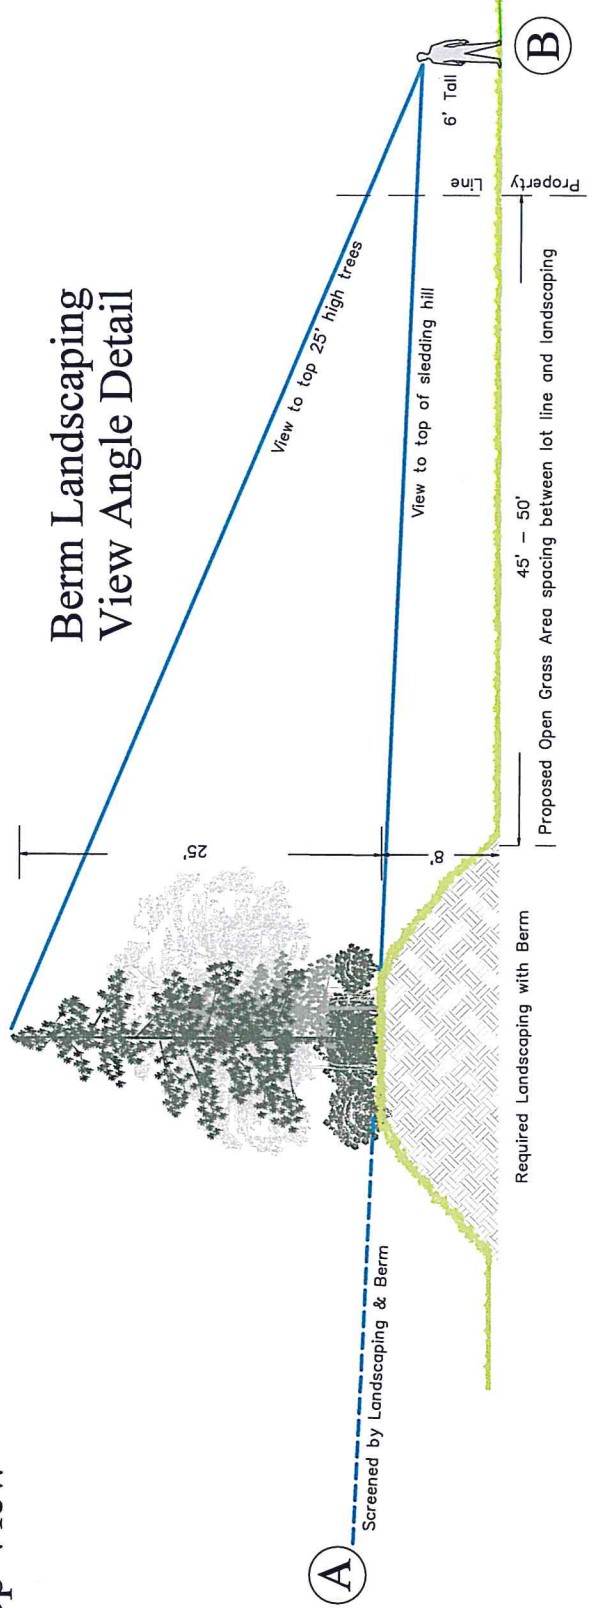 Berm Landscaping
View Angle Detail
View to top 25' high trees
View to top of sledding hill
6' Tall
Property Line
25'
8'
45' – 50'
Proposed Open Grass Area spacing between lot line and landscaping
Required Landscaping with Berm
Screened by Landscaping & Berm
A
B